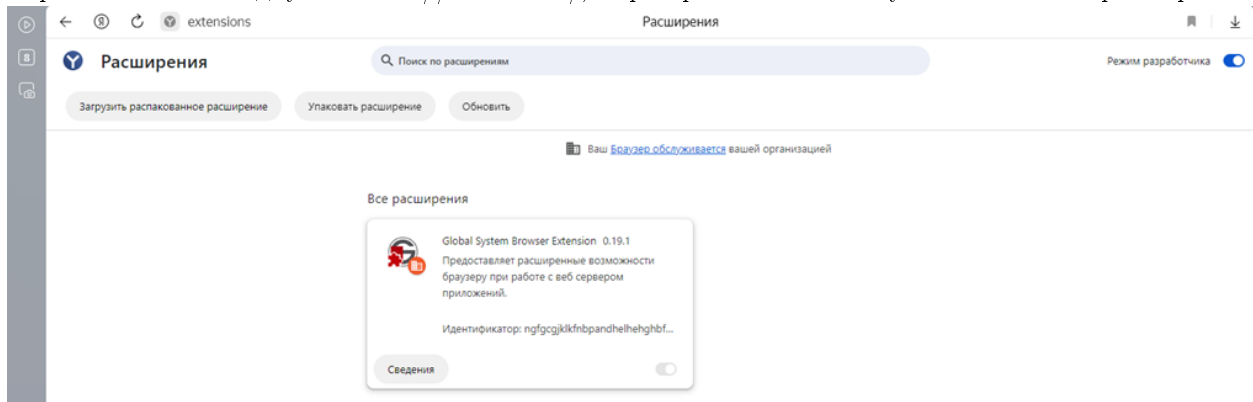 extensions
Расширения
Расширения
Поиск по расширениям
Режим разработчика
Загрузить распакованное расширение
Упаковать расширение
Обновить
Ваш Браузер обслуживается вашей организацией
Все расширения
Global System Browser Extension 0.19.1
Предоставляет расширенные возможности
браузеру при работе с веб сервером
приложений.
Идентификатор: ngfgcgjklkfnbpandhelhehghbf...
Сведения